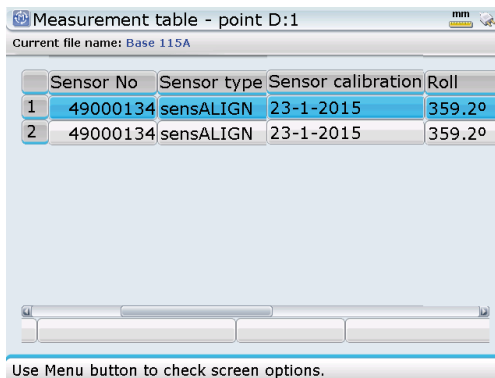 Measurement table - point D:1
mm
Current file name: Base 115A
Sensor No Sensor type Sensor calibration Roll
1 49000134 sensALIGN 23-1-2015 359.2º
2 49000134 sensALIGN 23-1-2015 359.2º
Use Menu button to check screen options.